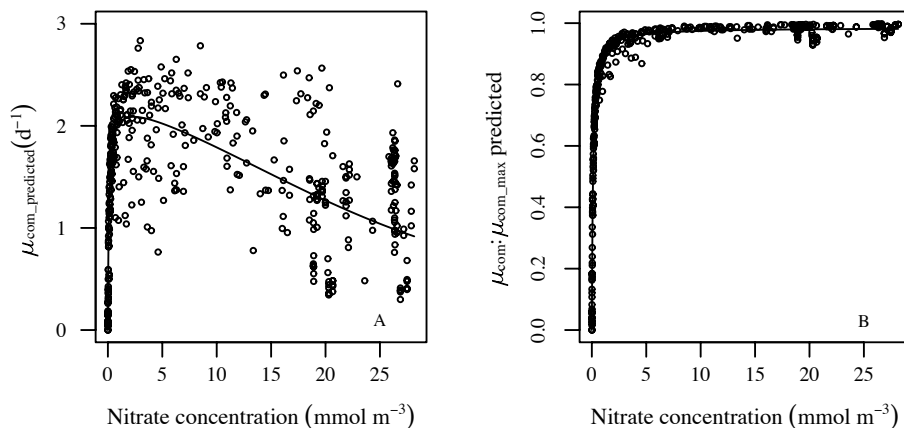 3
2
1
0
μcom_predicted(d⁻¹)
A
0 5 10 15 20 25
Nitrate concentration (mmol m⁻³)
1.0
0.8
0.6
0.4
0.2
0.0
μcom:μcom_max predicted
B
0 5 10 15 20 25
Nitrate concentration (mmol m⁻³)